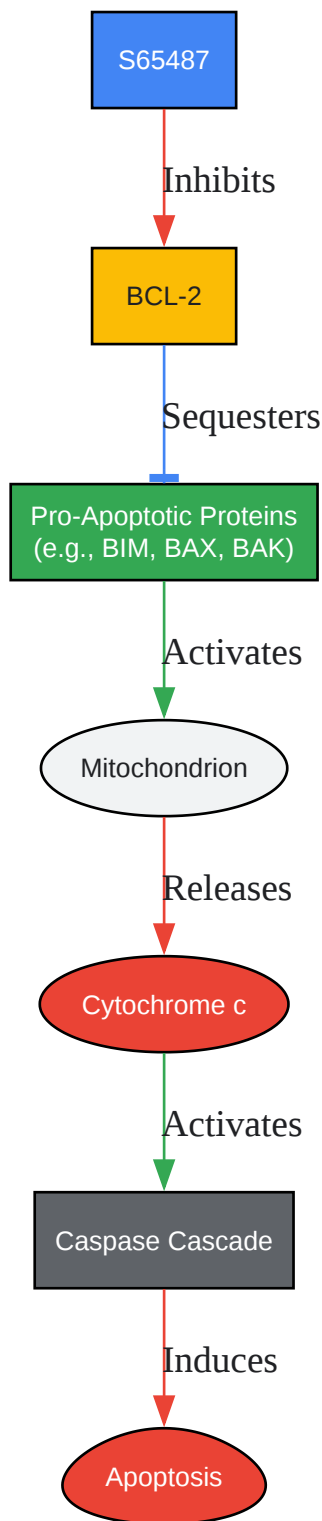 S65487
Inhibits
BCL-2
Sequesters
Pro-Apoptotic Proteins
(e.g., BIM, BAX, BAK)
Activates
Mitochondrion
Releases
Cytochrome c
Activates
Caspase Cascade
Induces
Apoptosis